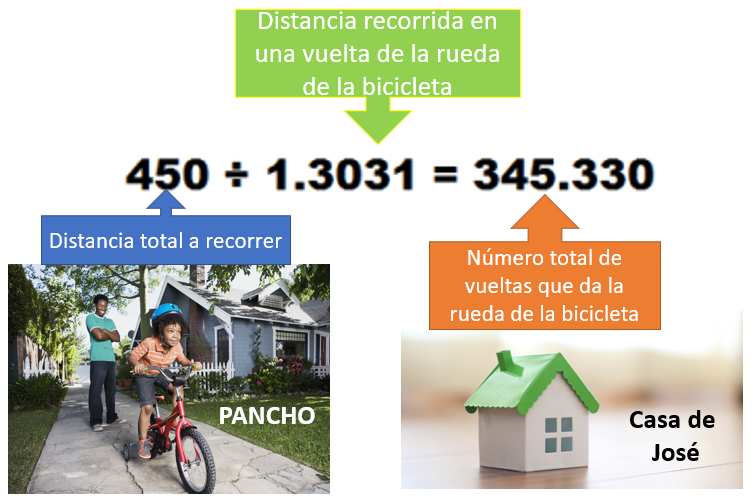 Distancia recorrida en
una vuelta de la rueda
de la bicicleta
450 ÷ 1.3031 = 345.330
Distancia total a recorrer
Número total de
vueltas que da la
rueda de la bicicleta
PANCHO
Casa de
José